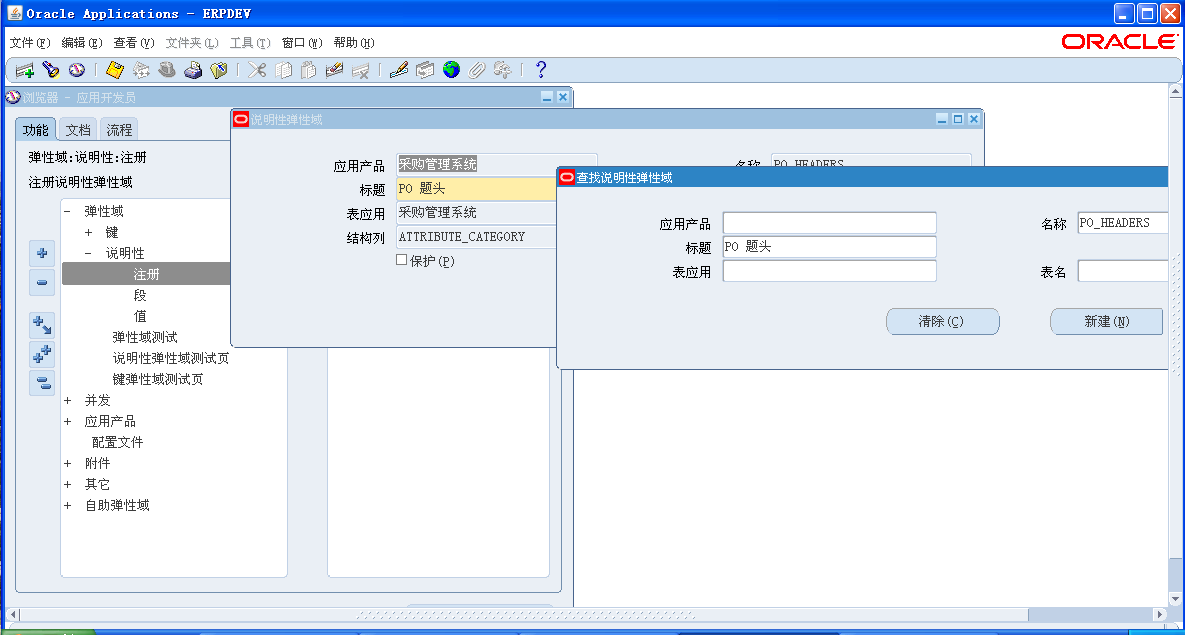 Oracle Applications - ERPDEV
文件(F) 编辑(E) 查看(V) 文件夹(L) 工具(T) 窗口(W) 帮助(H)
ORACLE
浏览器 - 应用开发员
功能 文档 流程
弹性域:说明性:注册
注册说明性弹性域
- 弹性域
+ 键
- 说明性
注册
段
值
弹性域测试
说明性弹性域测试页
键弹性域测试页
+ 并发
+ 应用产品
配置文件
+ 附件
+ 其它
+ 自助弹性域
说明性弹性域
应用产品 采购管理系统
名称 PO_HEADERS
标题 PO 题头
表应用 采购管理系统
结构列 ATTRIBUTE_CATEGORY
保护(P)
查找说明性弹性域
应用产品
名称 PO_HEADERS
标题 PO 题头
表应用
表名
清除(C) 新建(N)